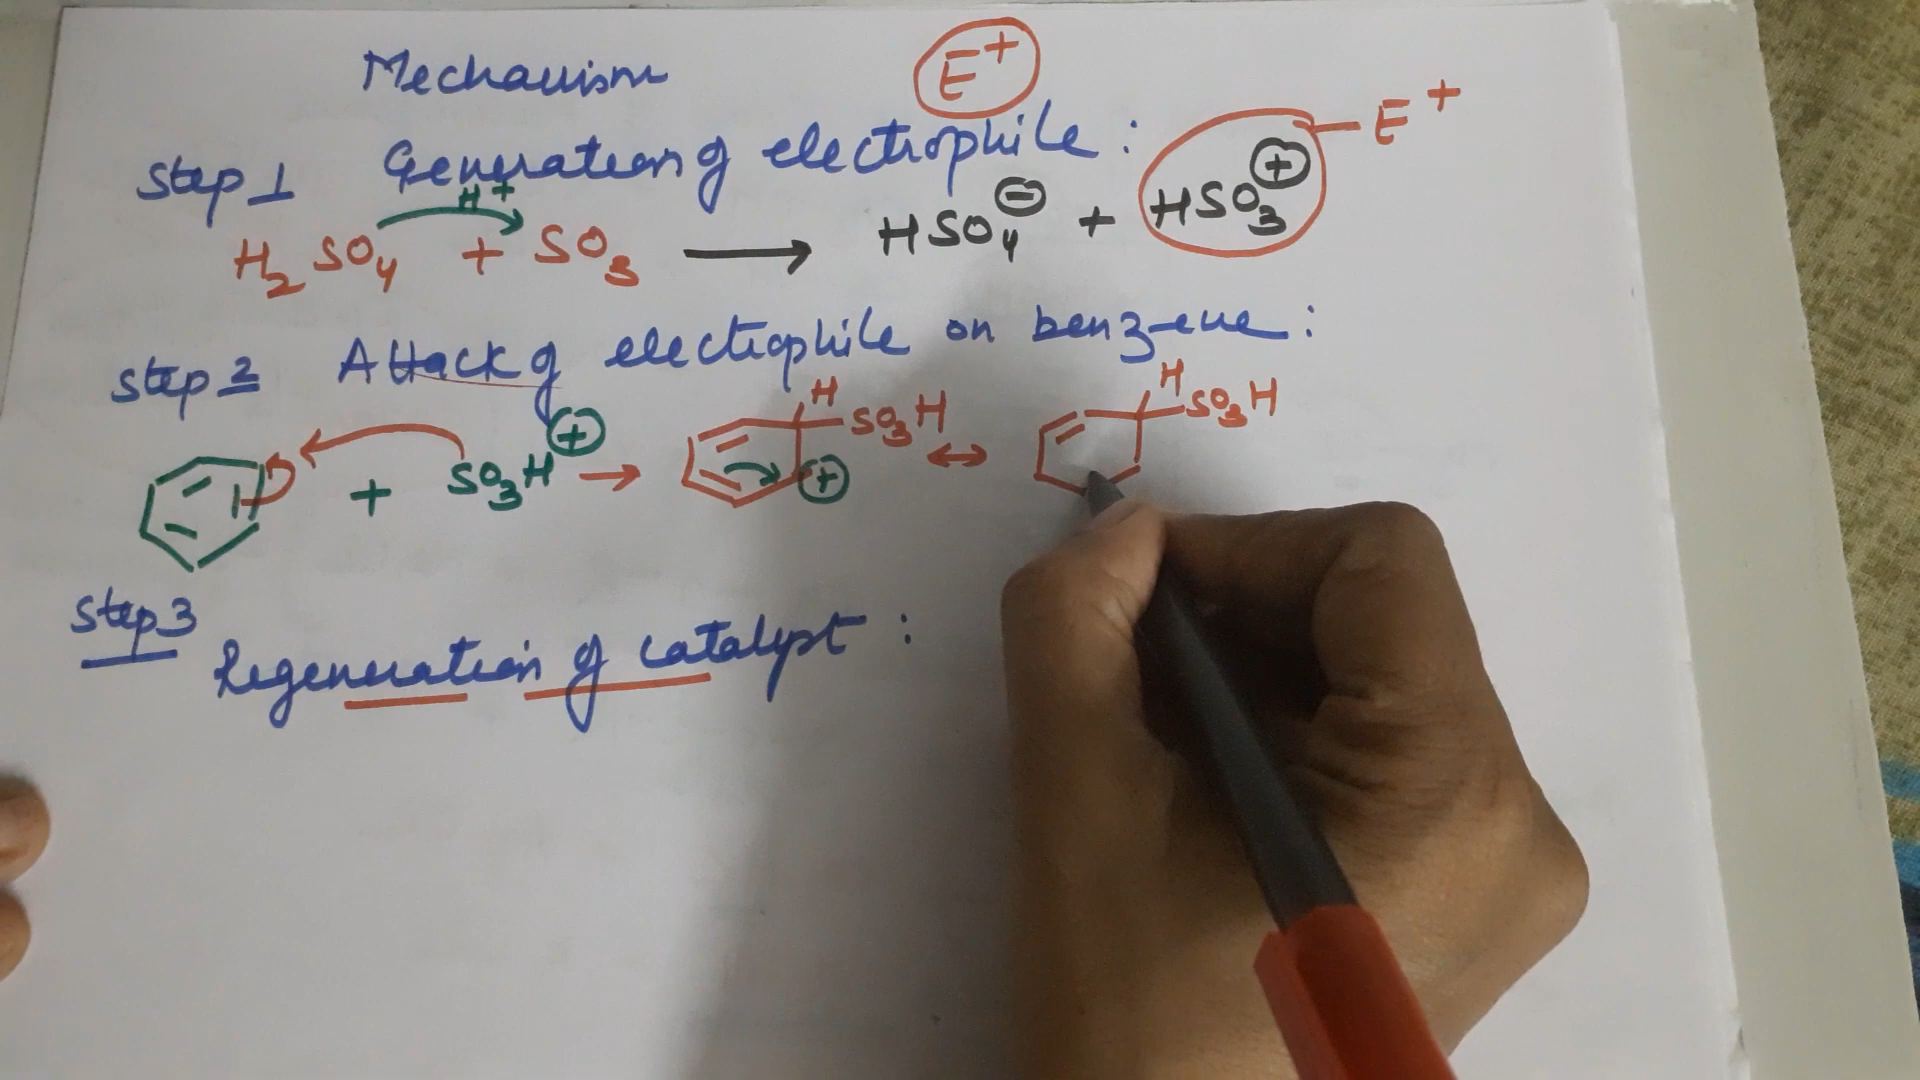 Mechanism E+
Step 1 Generation of electrophile : E+
H+
H2SO4 + SO3 ⟶ HSO4⊖ + HSO3⊕
Step 2 Attack of electrophile on benzene :
H H
+ SO3H⊕ → SO3H ⊕ ↔ SO3H
Step 3
Regeneration of catalyst :